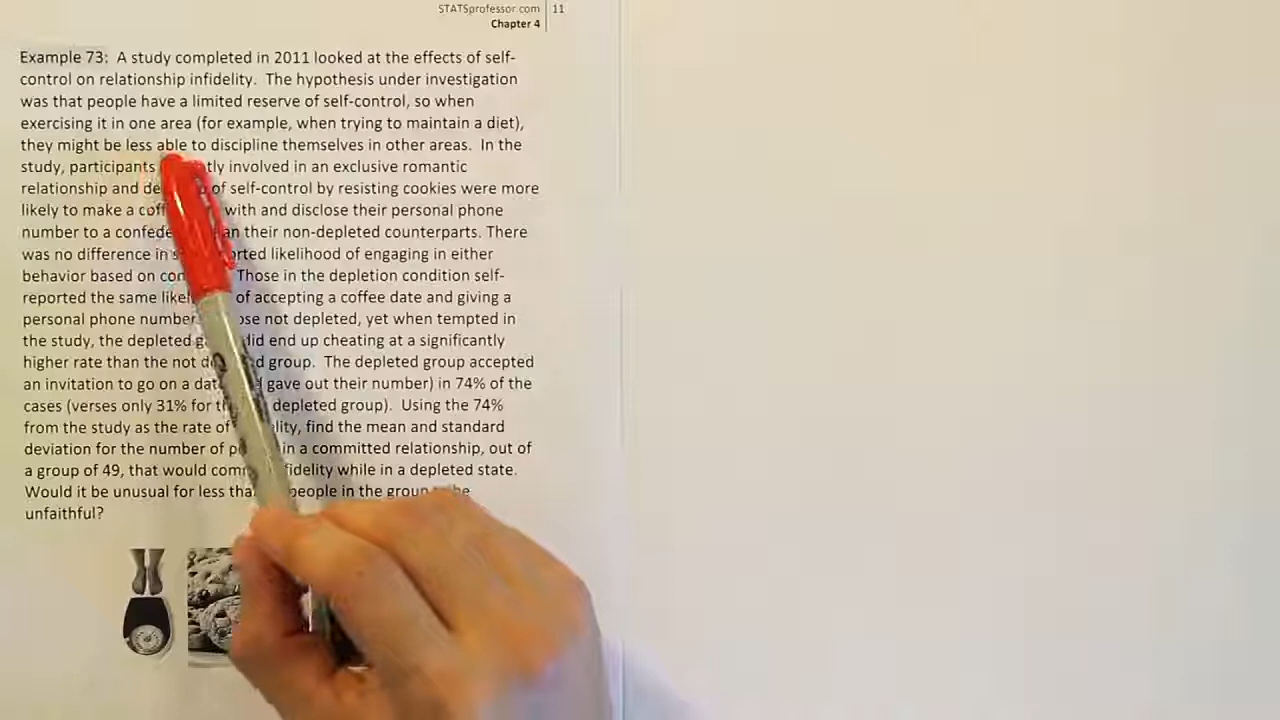 STATSprofessor.com 11
Chapter 4
Example 73: A study completed in 2011 looked at the effects of self-
control on relationship infidelity. The hypothesis under investigation
was that people have a limited reserve of self-control, so when
exercising it in one area (for example, when trying to maintain a diet),
they might be less able to discipline themselves in other areas. In the
study, participants involved in an exclusive romantic
relationship and of self-control by resisting cookies were more
likely to make a with and disclose their personal phone
number to a their non-depleted counterparts. There
was no difference in likelihood of engaging in either
behavior based on Those in the depletion condition self-
reported the same of accepting a coffee date and giving a
personal phone number not depleted, yet when tempted in
the study, the depleted did end up cheating at a significantly
higher rate than the not group. The depleted group accepted
an invitation to go on a gave out their number) in 74% of the
cases (verses only 31% for depleted group). Using the 74%
from the study as the rate of find the mean and standard
deviation for the number of in a committed relationship, out of
a group of 49, that would while in a depleted state.
Would it be unusual for less people in the group
unfaithful?